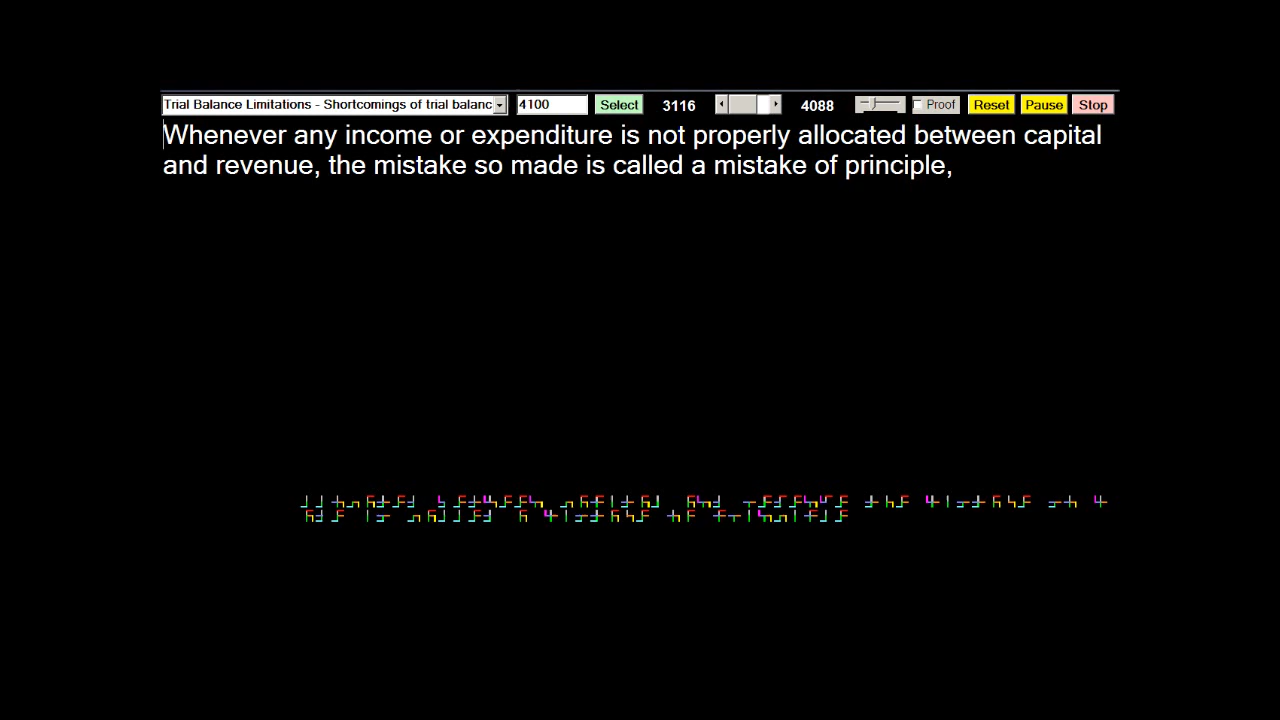 Trial Balance Limitations - Shortcomings of trial balanc 4100 Select 3116 4088 Proof Reset Pause Stop
Whenever any income or expenditure is not properly allocated between capital
and revenue, the mistake so made is called a mistake of principle,